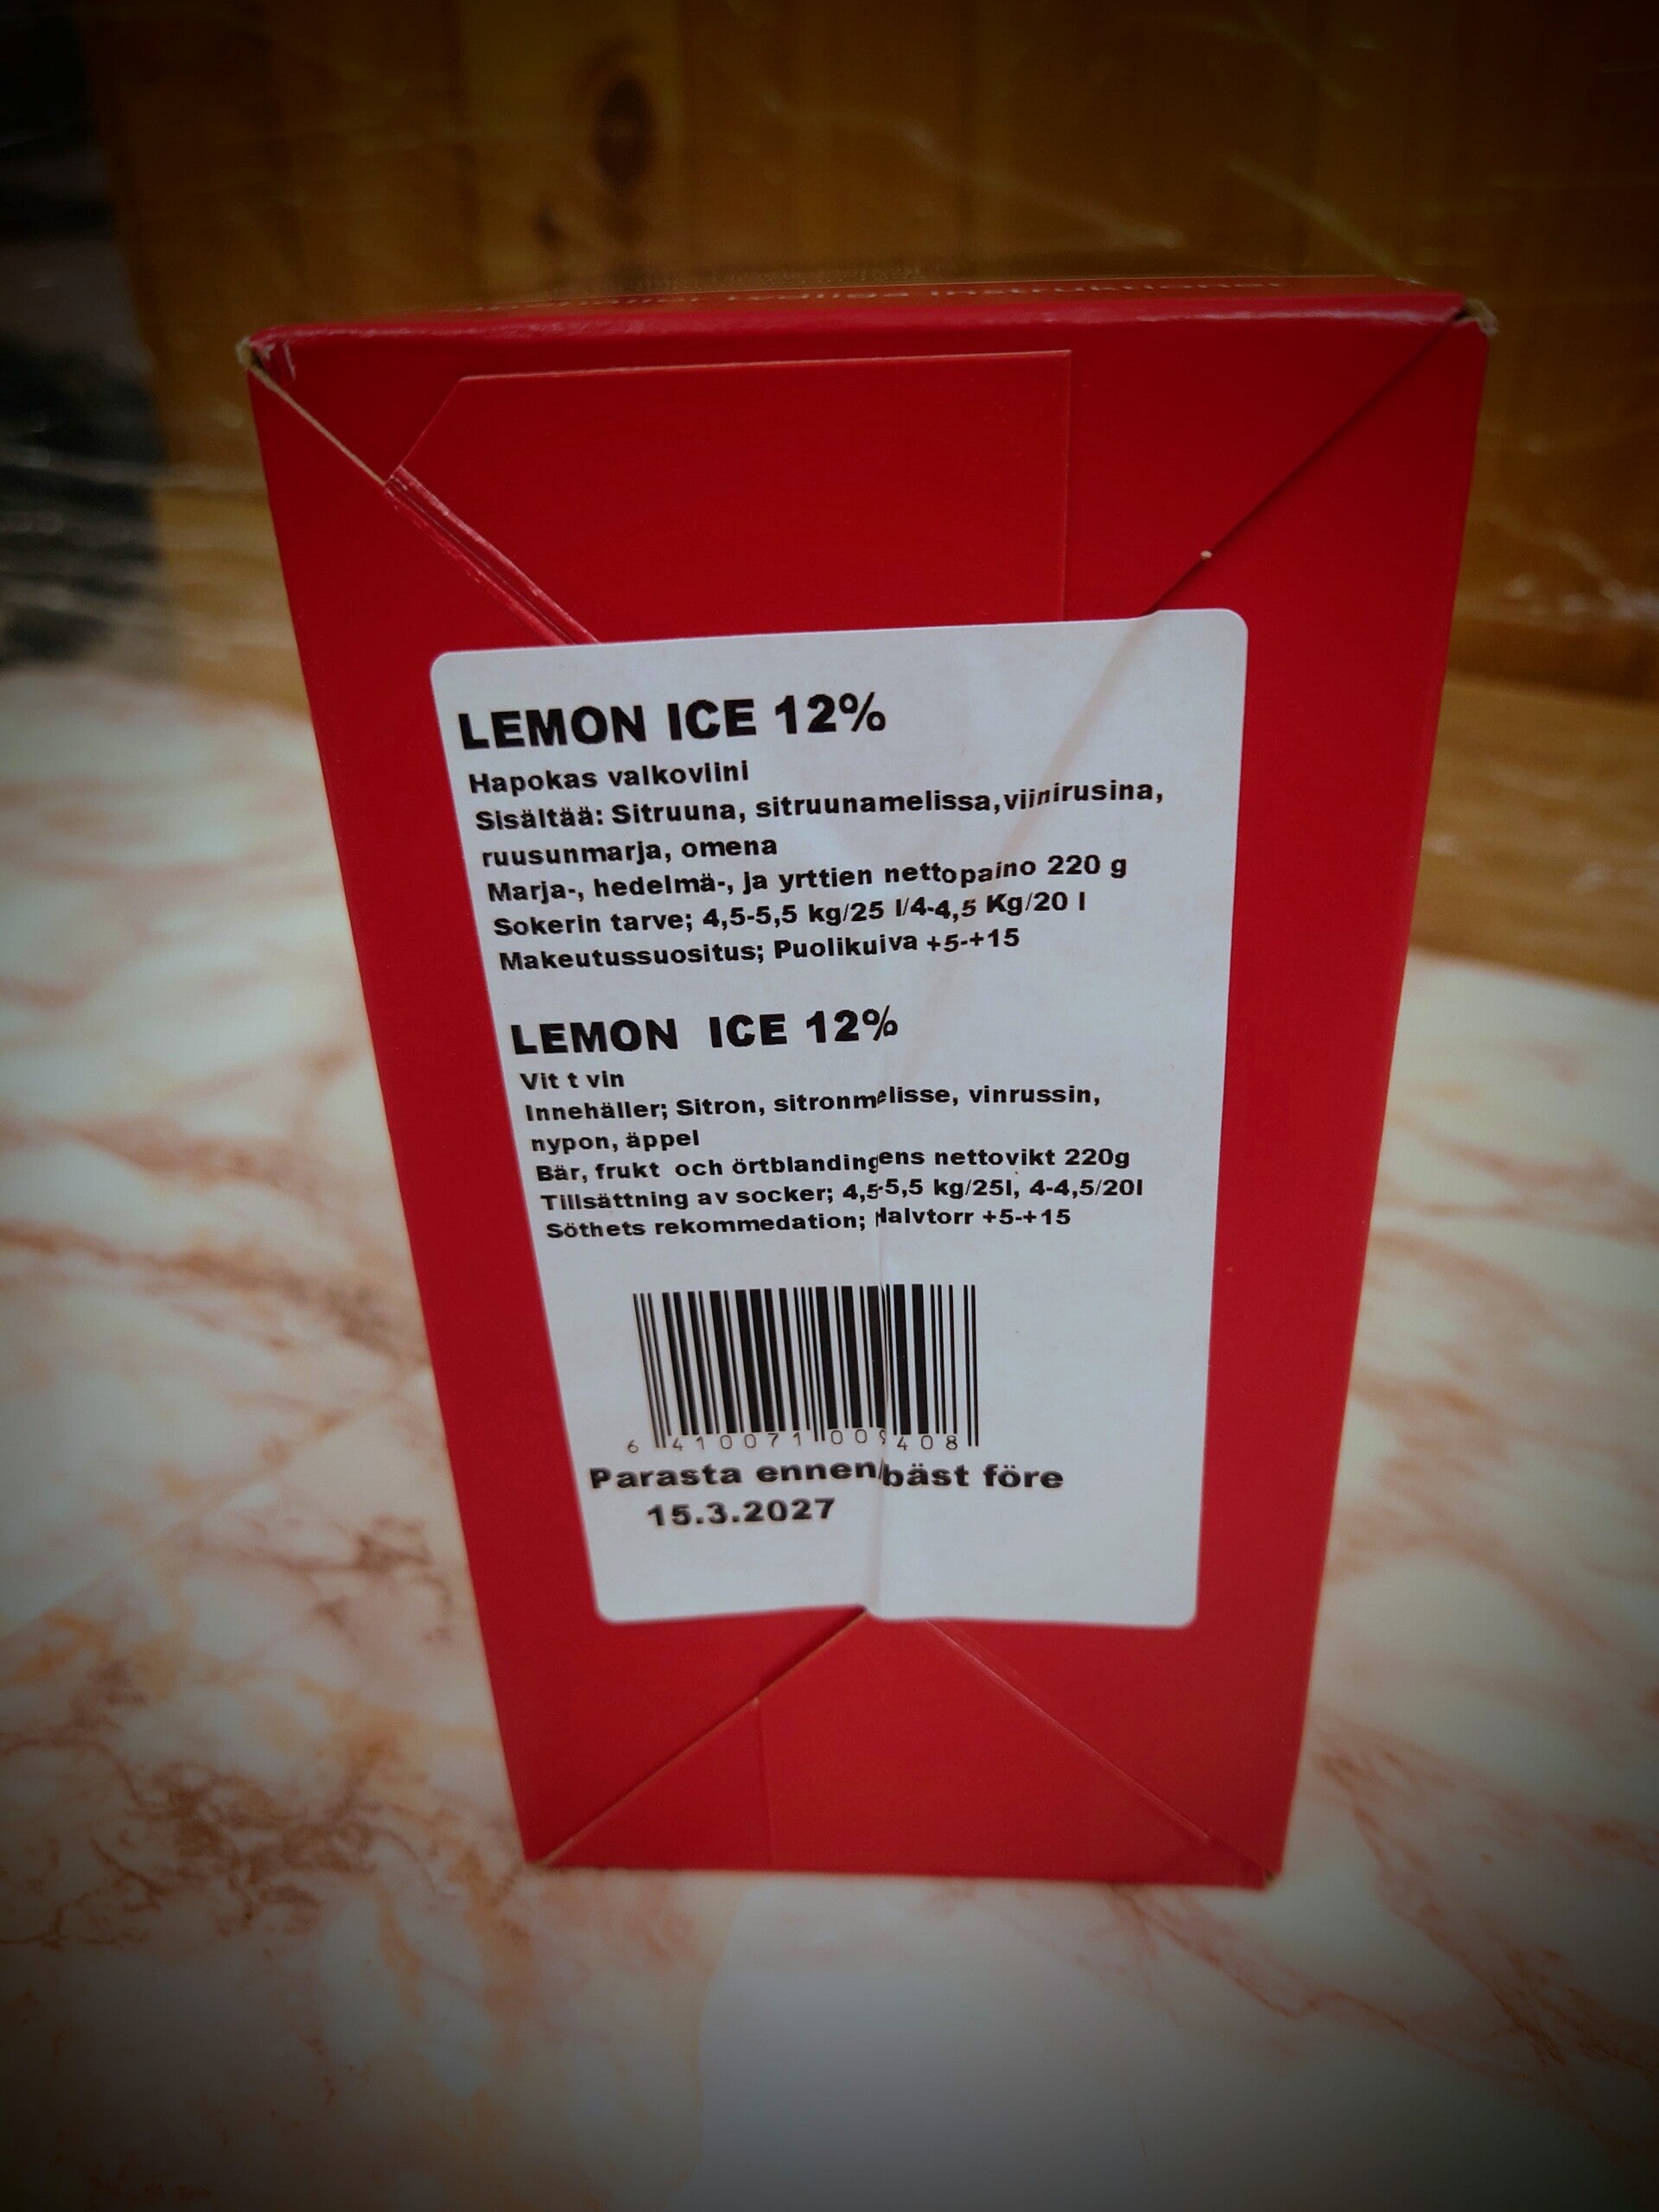 instruktioner
LEMON ICE 12%
Hapokas valkoviini
Sisältää: Sitruuna, sitruunamelissa, viinirusina,
ruusunmarja, omena
Marja-, hedelmä-, ja yrttien nettopaino 220 g
Sokerin tarve; 4,5-5,5 kg/25 l/4-4,5 Kg/20 l
Makeutussuositus; Puolikuiva +5-+15
LEMON ICE 12%
Vit t vin
Innehäller; Sitron, sitronmelisse, vinrussin,
nypon, äppel
Bär, frukt och örtblandingens nettovikt 220g
Tillsättning av socker; 4,5-5,5 kg/25l, 4-4,5/20l
Söthets rekommedation; Halvtorr +5-+15
6 410071 009408
Parasta ennen/bäst före
15.3.2027